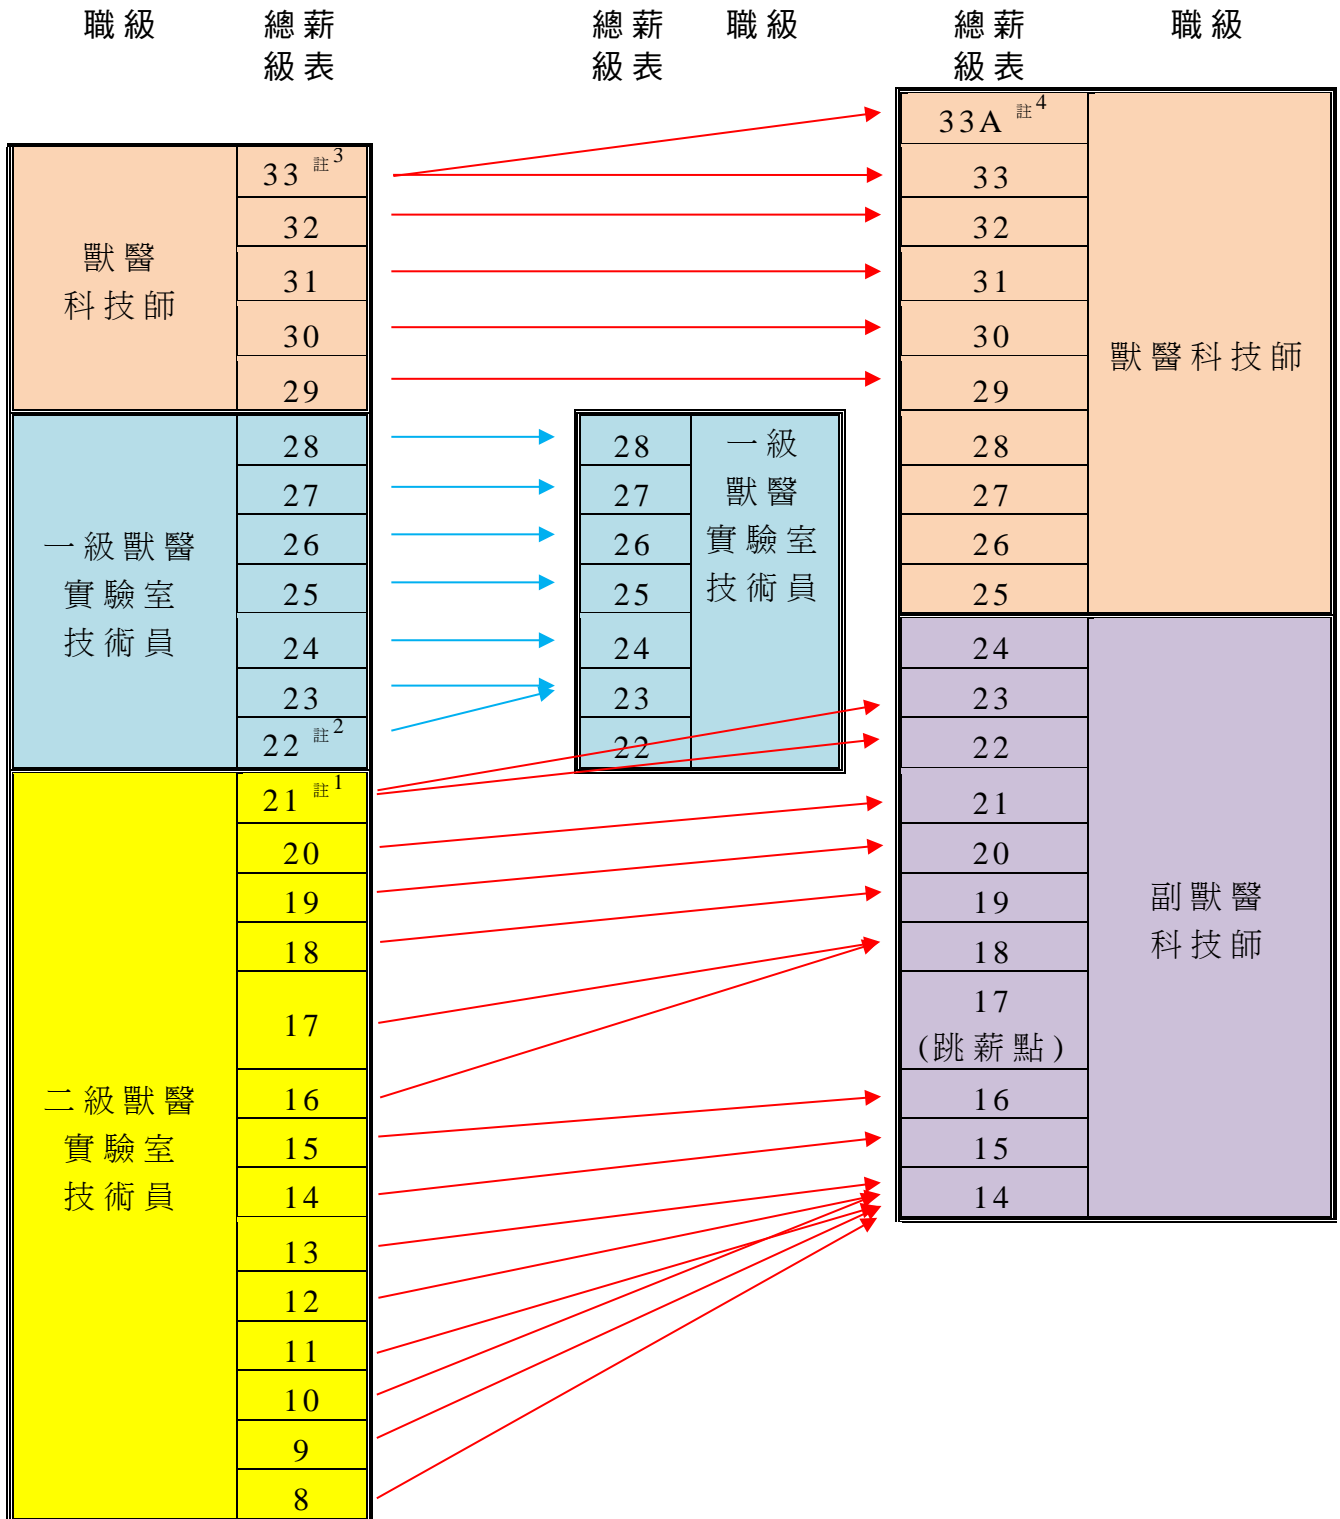 職級 總薪 總薪 職級 總薪 職級
級表 級表 級表
33 註3
32
獸醫
科技師
31
30
29
28
27
26
一級獸醫
實驗室
技術員
25
24
23
22 註2
21 註1
20
19
18
17
16
二級獸醫
實驗室
技術員
15
14
13
12
11
10
9
8
28
27
26
25
24
23
22
一級
獸醫
實驗室
技術員
33A 註4
33
32
31
30
29
28
27
26
25
獸醫科技師
24
23
22
21
20
19
18
17
(跳薪點)
16
15
14
副獸醫
科技師